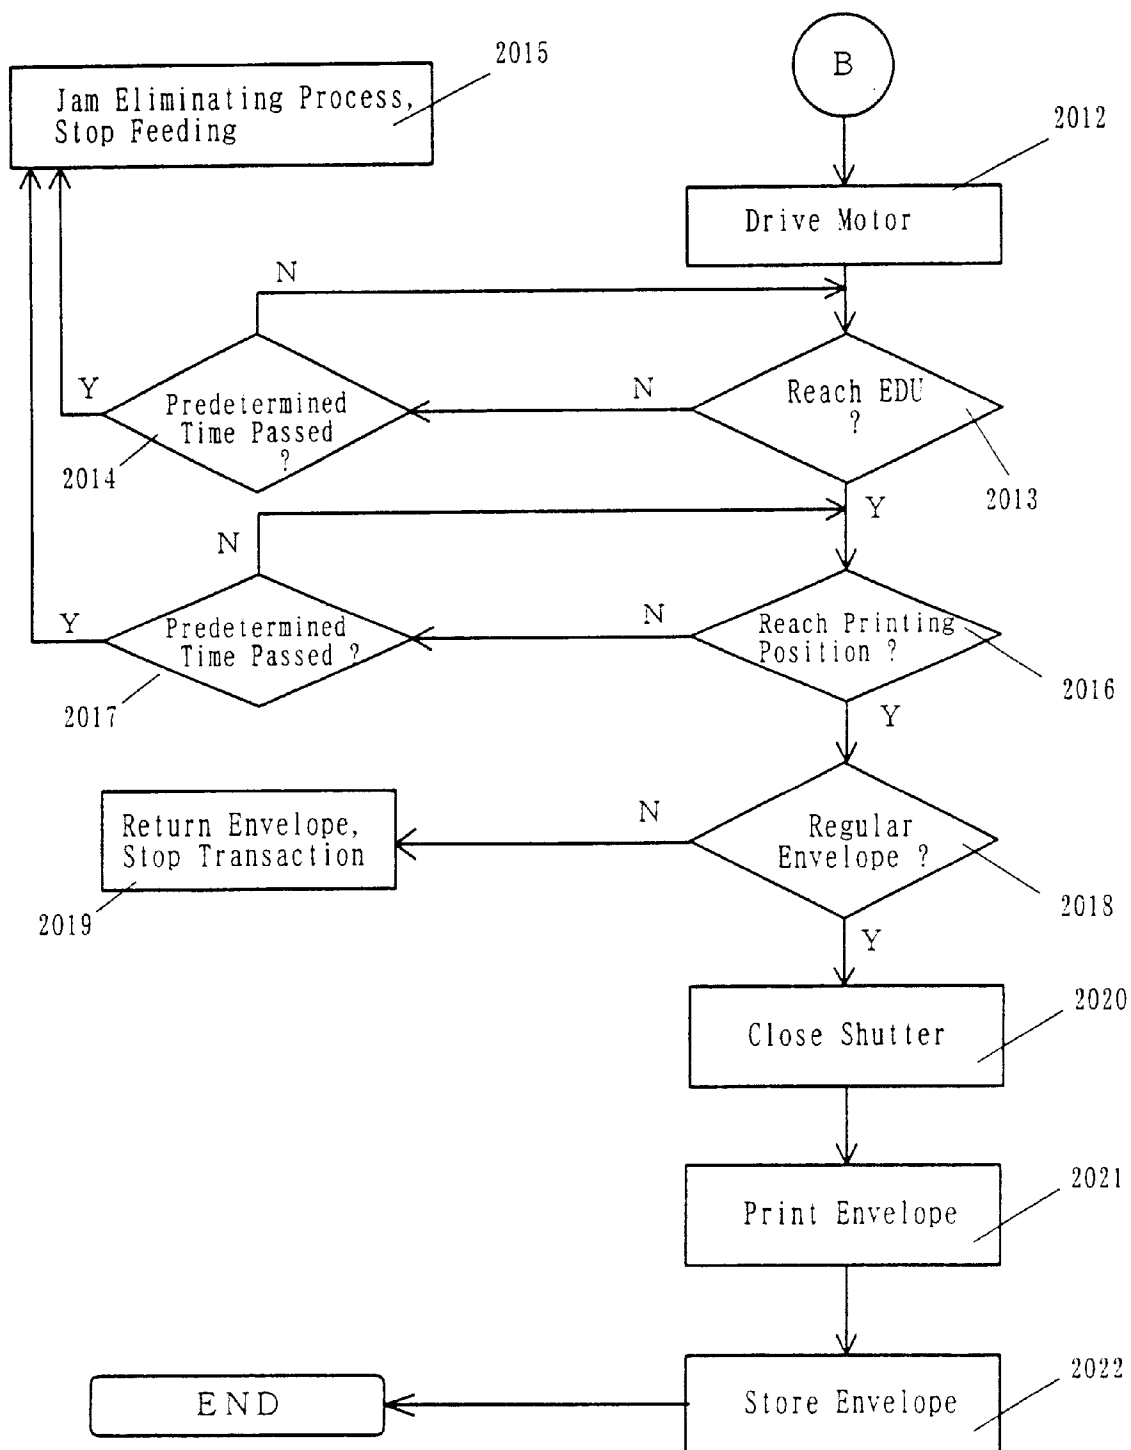 B
2015
Jam Eliminating Process,
Stop Feeding
2012
Drive Motor
N
Y
Predetermined
Time Passed
?
2014
N
Reach EDU
?
2013
Y
N
Y
Predetermined
Time Passed ?
2017
N
Reach Printing
Position ?
2016
Y
Return Envelope,
Stop Transaction
2019
N
Regular
Envelope ?
2018
Y
2020
Close Shutter
2021
Print Envelope
2022
Store Envelope
END